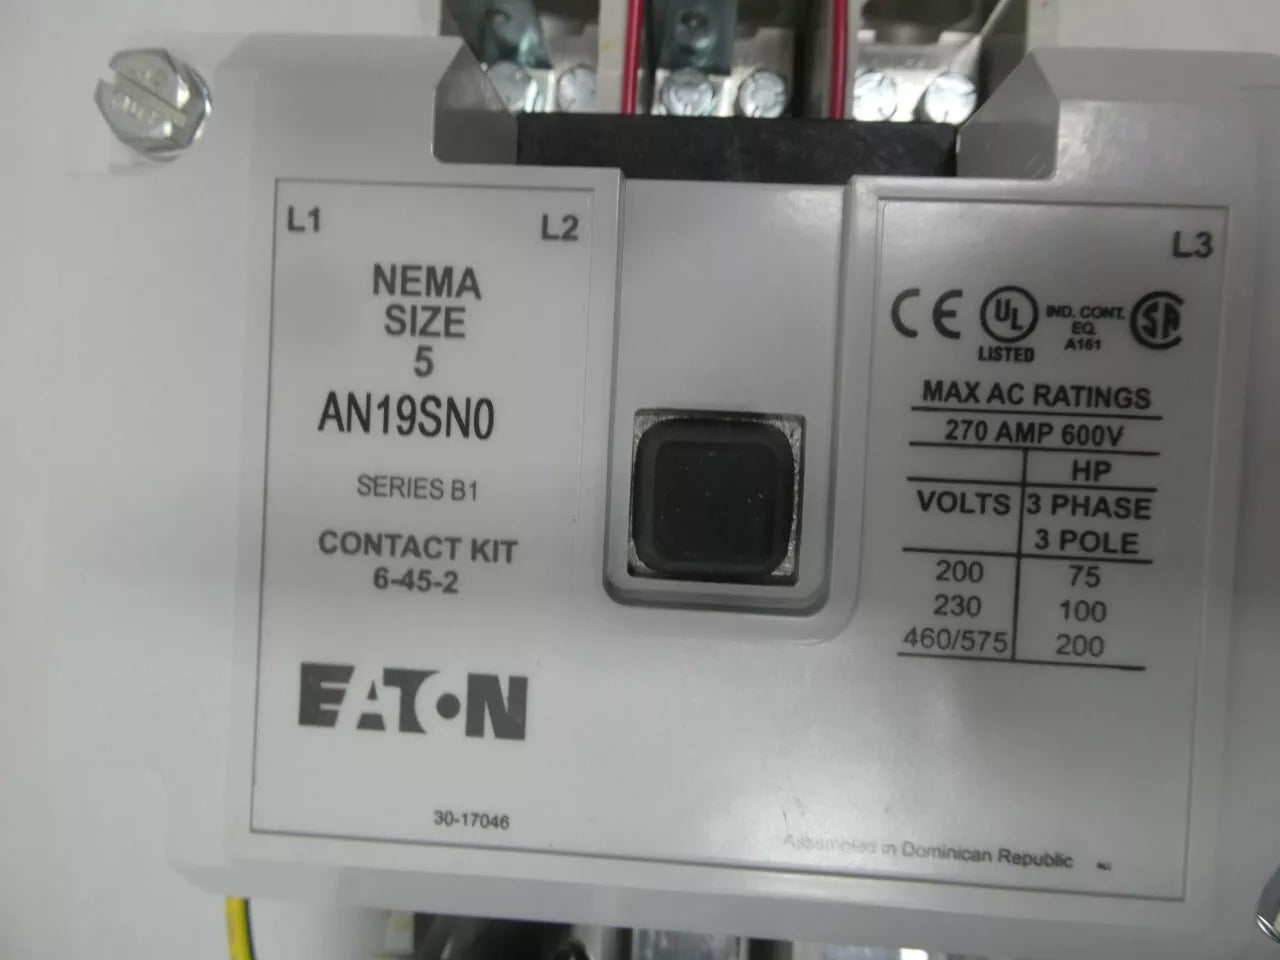 L1 L2
NEMA
SIZE
5
AN19SN0
SERIES B1
CONTACT KIT
6-45-2
EATON
30-17046
L3
CE UL LISTED IND. CONT. EQ. A161 SA
MAX AC RATINGS
270 AMP 600V
HP
VOLTS 3 PHASE
3 POLE
200 75
230 100
460/575 200
Assembled in Dominican Republic